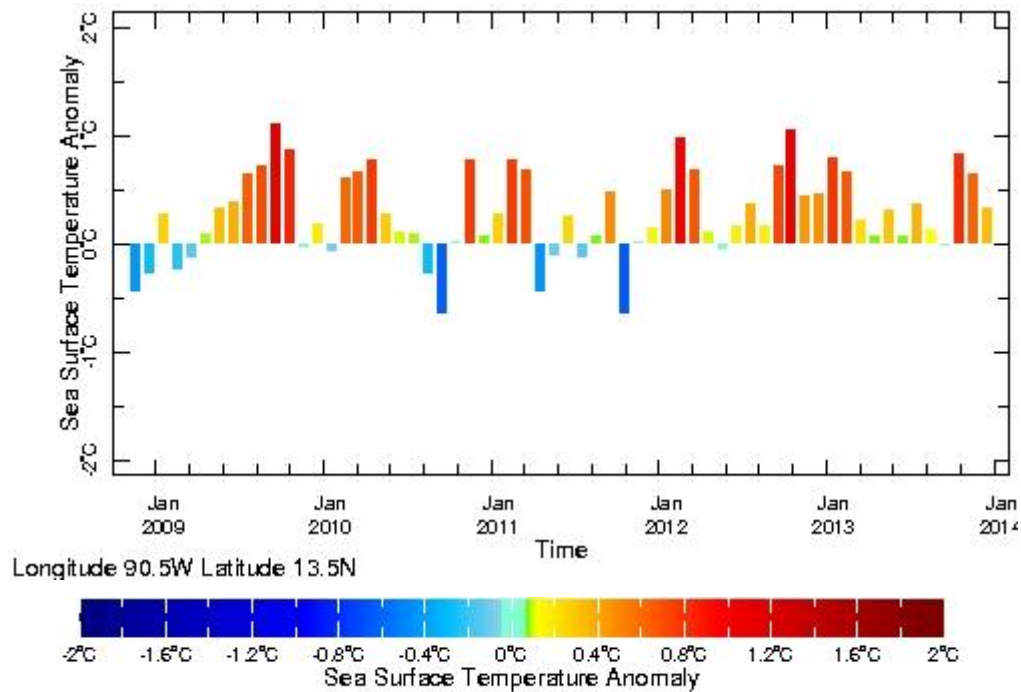 2°C
1°C
0°C
-1°C
-2°C
Sea Surface Temperature Anomaly
Jan Jan Jan Jan Jan Jan
2009 2010 2011 2012 2013 2014
Time
Longitude 90.5W Latitude 13.5N
-2°C -1.6°C -1.2°C -0.8°C -0.4°C 0°C 0.4°C 0.8°C 1.2°C 1.6°C 2°C
Sea Surface Temperature Anomaly